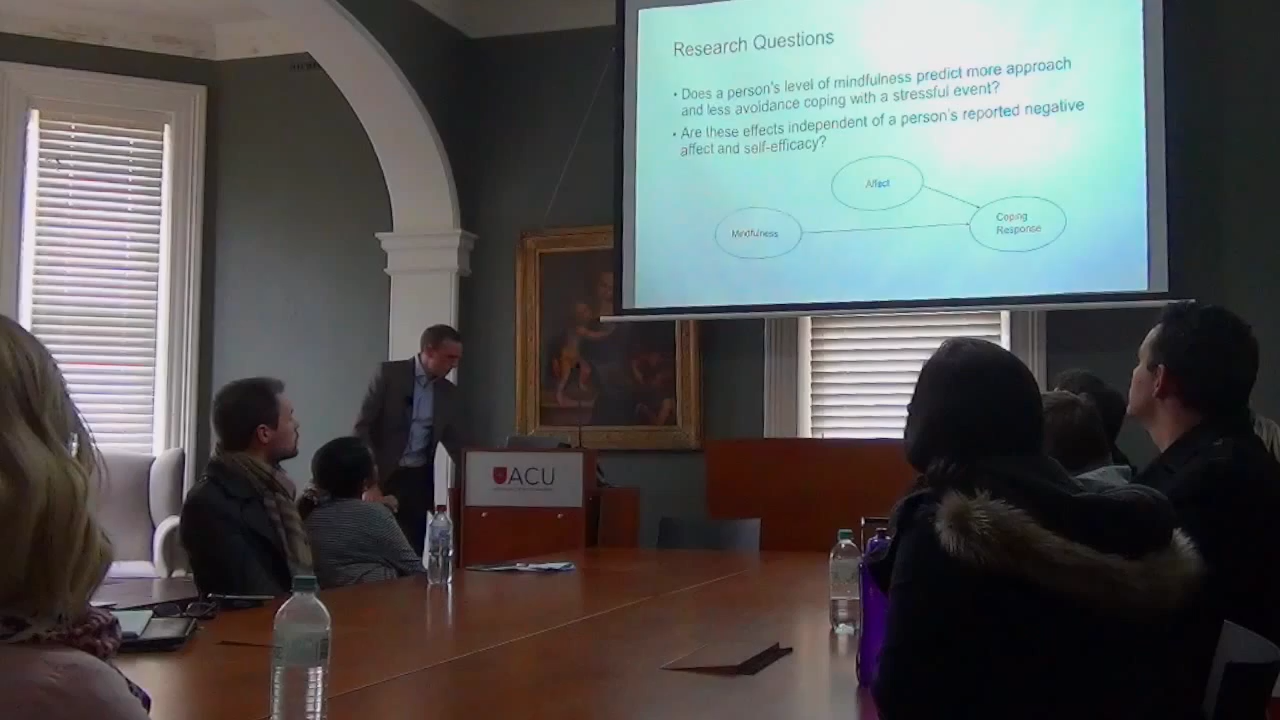 Research Questions
• Does a person's level of mindfulness predict more approach
and less avoidance coping with a stressful event?
• Are these effects independent of a person's reported negative
affect and self-efficacy?
Affect
Mindfulness
Coping
Response
ACU